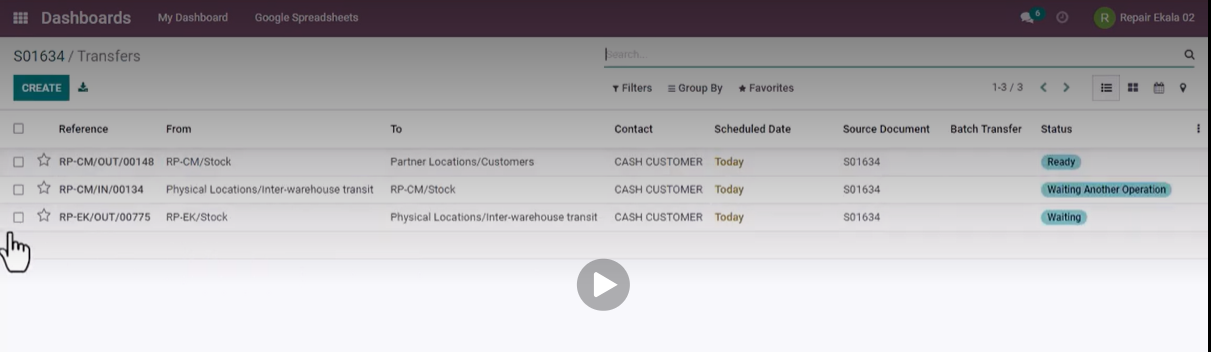 Dashboards My Dashboard Google Spreadsheets 6 R Repair Ekala 02
S01634 / Transfers Search...
CREATE Filters Group By Favorites 1-3 / 3
Reference From To Contact Scheduled Date Source Document Batch Transfer Status
RP-CM/OUT/00148 RP-CM/Stock Partner Locations/Customers CASH CUSTOMER Today S01634 Ready
RP-CM/IN/00134 Physical Locations/Inter-warehouse transit RP-CM/Stock CASH CUSTOMER Today S01634 Waiting Another Operation
RP-EK/OUT/00775 RP-EK/Stock Physical Locations/Inter-warehouse transit CASH CUSTOMER Today S01634 Waiting